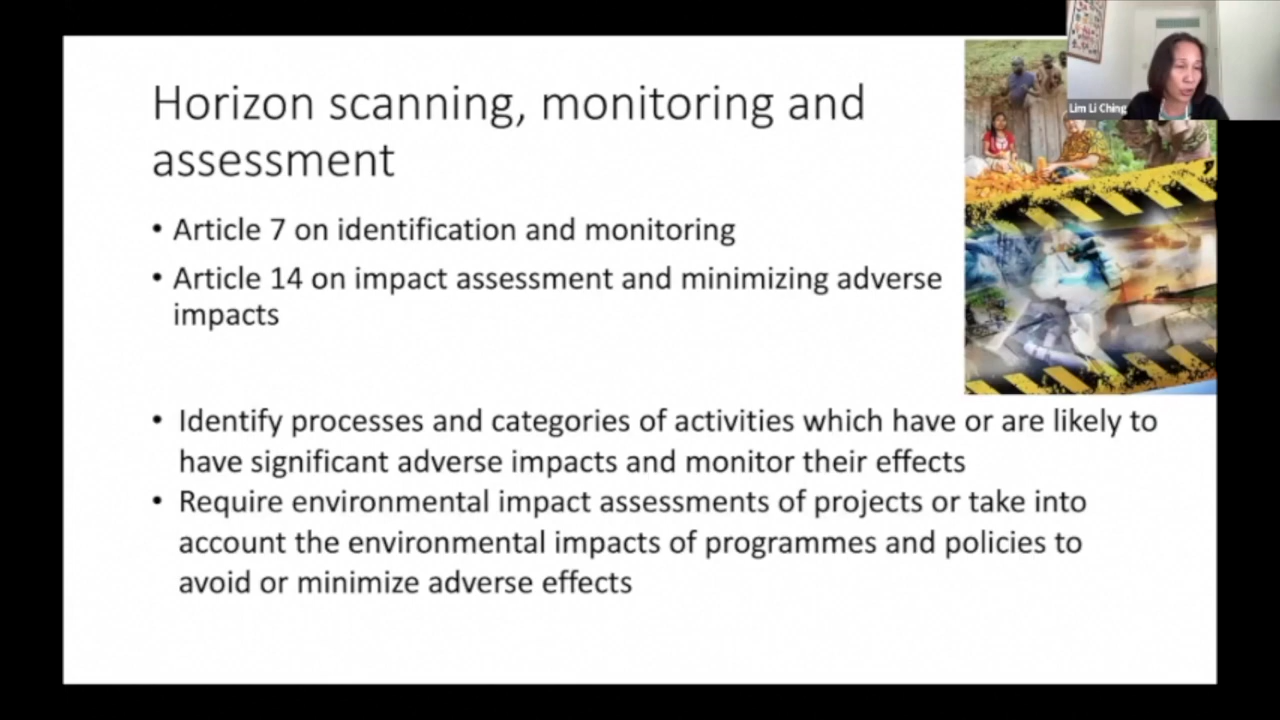 Horizon scanning, monitoring and
assessment
• Article 7 on identification and monitoring
• Article 14 on impact assessment and minimizing adverse
impacts
• Identify processes and categories of activities which have or are likely to
have significant adverse impacts and monitor their effects
• Require environmental impact assessments of projects or take into
account the environmental impacts of programmes and policies to
avoid or minimize adverse effects
Lim Li Ching